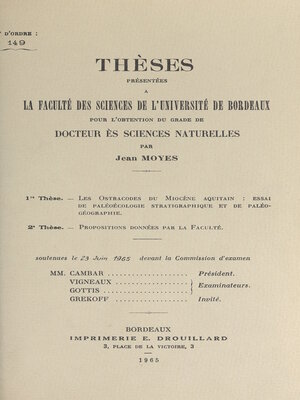 N° D'ORDRE :
149
THÈSES
PRÉSENTÉES
A
LA FACULTÉ DES SCIENCES DE L'UNIVERSITÉ DE BORDEAUX
POUR L'OBTENTION DU GRADE DE
DOCTEUR ÈS SCIENCES NATURELLES
PAR
Jean MOYES
1re Thèse. — Les Ostracodes du Miocène aquitain : essai
de paléoécologie stratigraphique et de paléo-
géographie.
2e Thèse. — Propositions données par la Faculté.
soutenues le 23 Juin 1965 devant la Commission d'examen
MM. CAMBAR Président.
VIGNEAUX
GOTTIS Examinateurs.
GREKOFF Invité.
BORDEAUX
IMPRIMERIE E. DROUILLARD
3, PLACE DE LA VICTOIRE, 3
1965